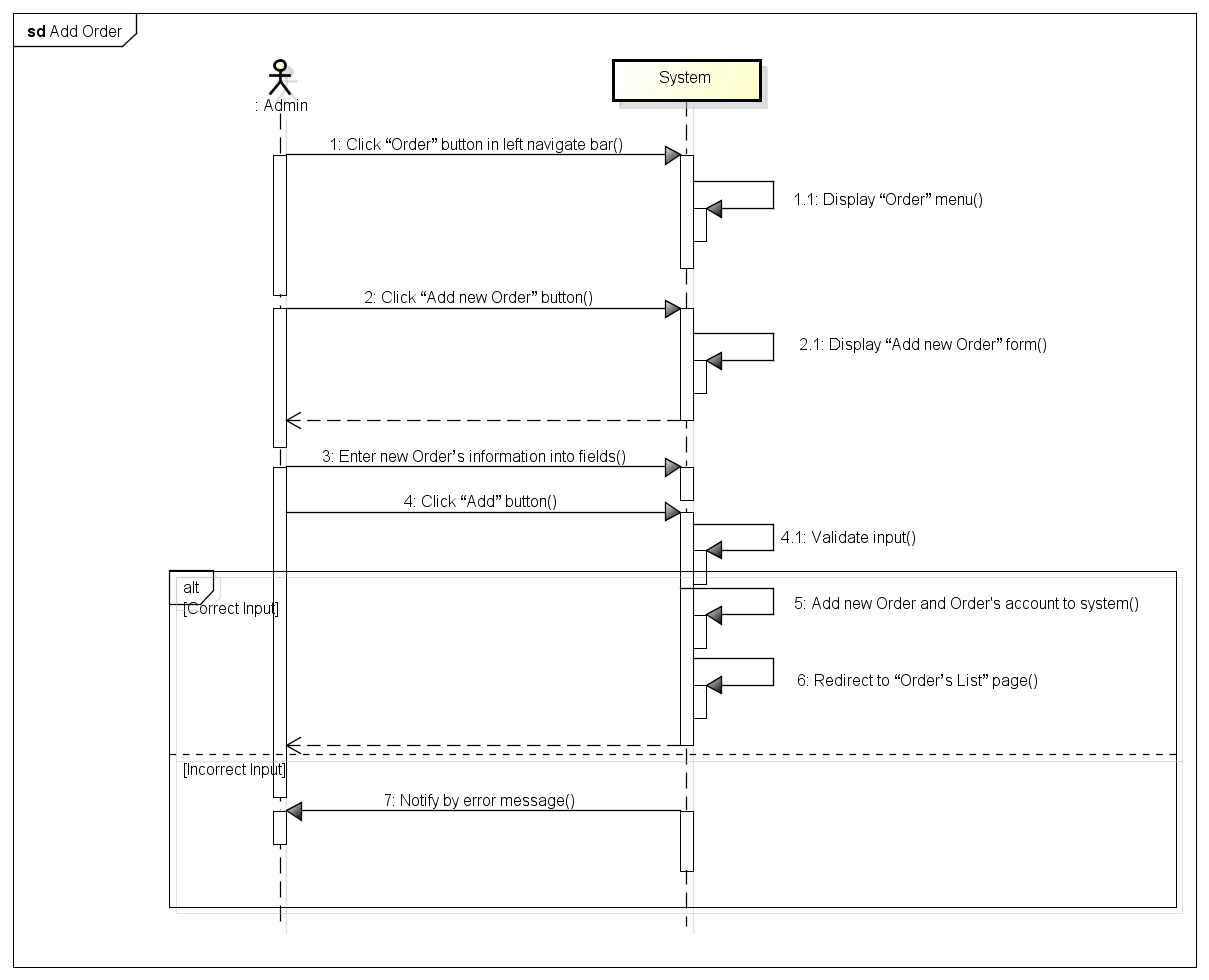 sd Add Order
: Admin
System
1: Click “Order” button in left navigate bar()
1.1: Display “Order” menu()
2: Click “Add new Order” button()
2.1: Display “Add new Order” form()
3: Enter new Order’s information into fields()
4: Click “Add” button()
4.1: Validate input()
alt
[Correct Input]
5: Add new Order and Order's account to system()
6: Redirect to “Order’s List” page()
[Incorrect Input]
7: Notify by error message()